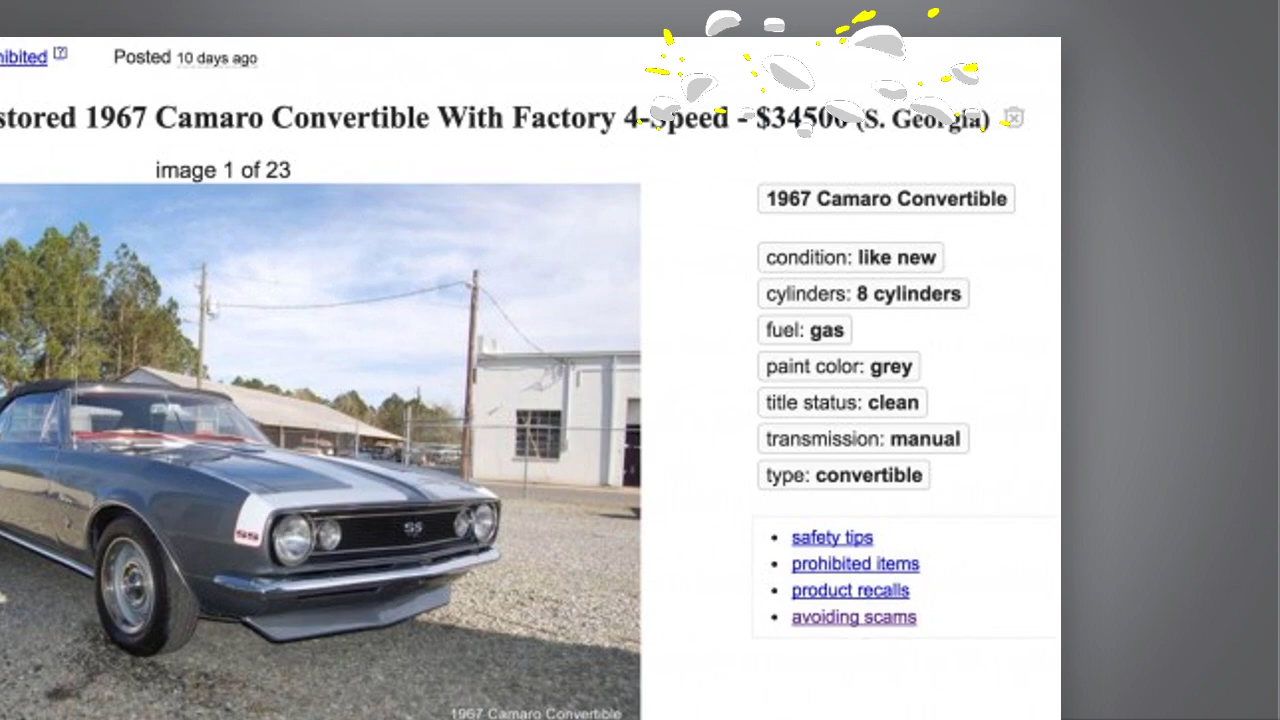 hibited [?] Posted 10 days ago
stored 1967 Camaro Convertible With Factory 4-Speed - $34500 (S. Georgia)
image 1 of 23
1967 Camaro Convertible
condition: like new
cylinders: 8 cylinders
fuel: gas
paint color: grey
title status: clean
transmission: manual
type: convertible
SS
SS
• safety tips
• prohibited items
• product recalls
• avoiding scams
1967 Camaro Convertible